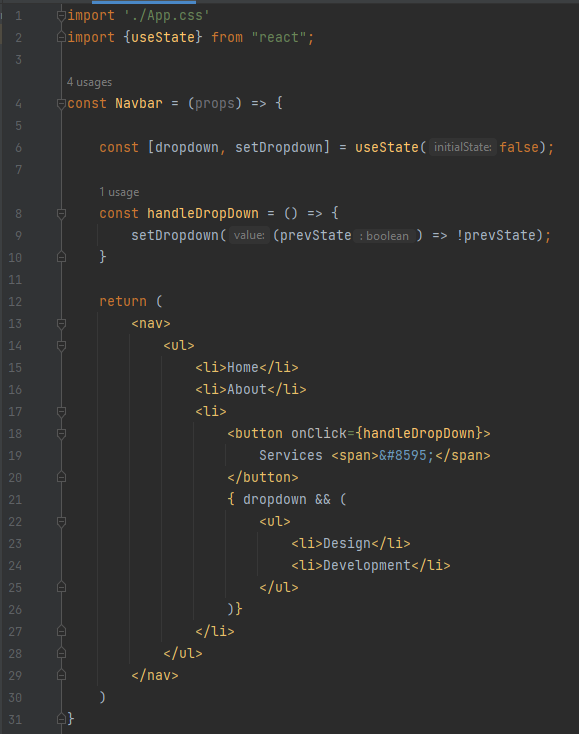 1 import './App.css'
2 import {useState} from "react";
3
4 usages
4 const Navbar = (props) => {
5
6     const [dropdown, setDropdown] = useState( initialState: false);
7
1 usage
8     const handleDropDown = () => {
9         setDropdown( value: (prevState : boolean ) => !prevState);
10     }
11
12     return (
13         <nav>
14             <ul>
15                 <li>Home</li>
16                 <li>About</li>
17                 <li>
18                     <button onClick={handleDropDown}>
19                         Services <span>&#8595;</span>
20                     </button>
21                     { dropdown && (
22                         <ul>
23                             <li>Design</li>
24                             <li>Development</li>
25                         </ul>
26                     )}
27                 </li>
28             </ul>
29         </nav>
30     )
31 }